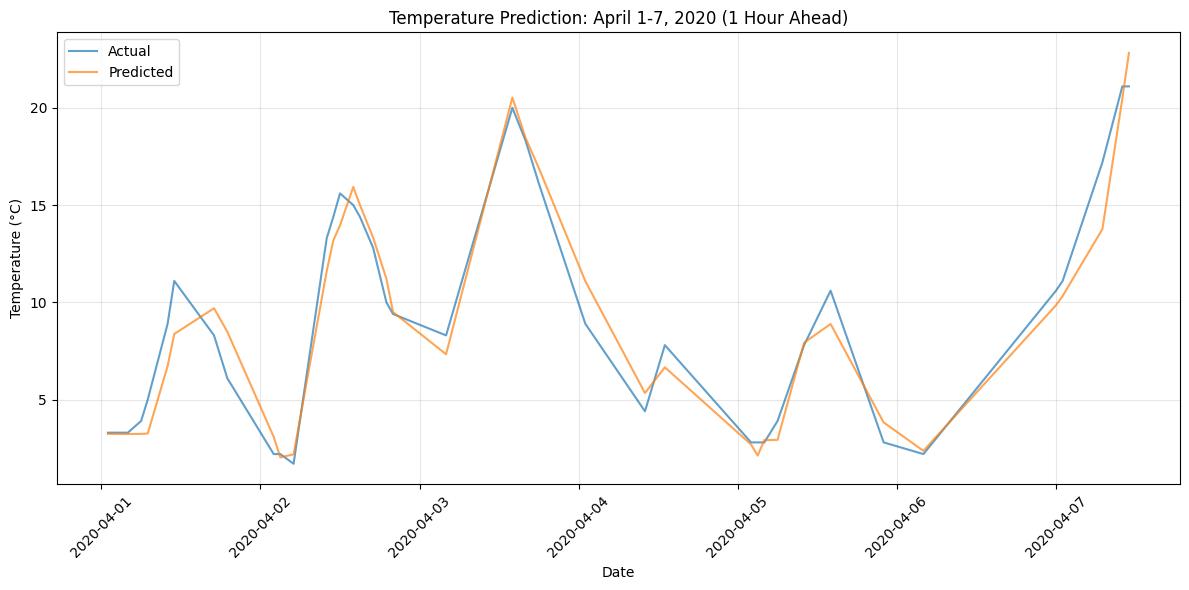 Temperature Prediction: April 1-7, 2020 (1 Hour Ahead)
Actual
Predicted
Temperature (°C)
20
15
10
5
2020-04-01
2020-04-02
2020-04-03
2020-04-04
2020-04-05
2020-04-06
2020-04-07
Date